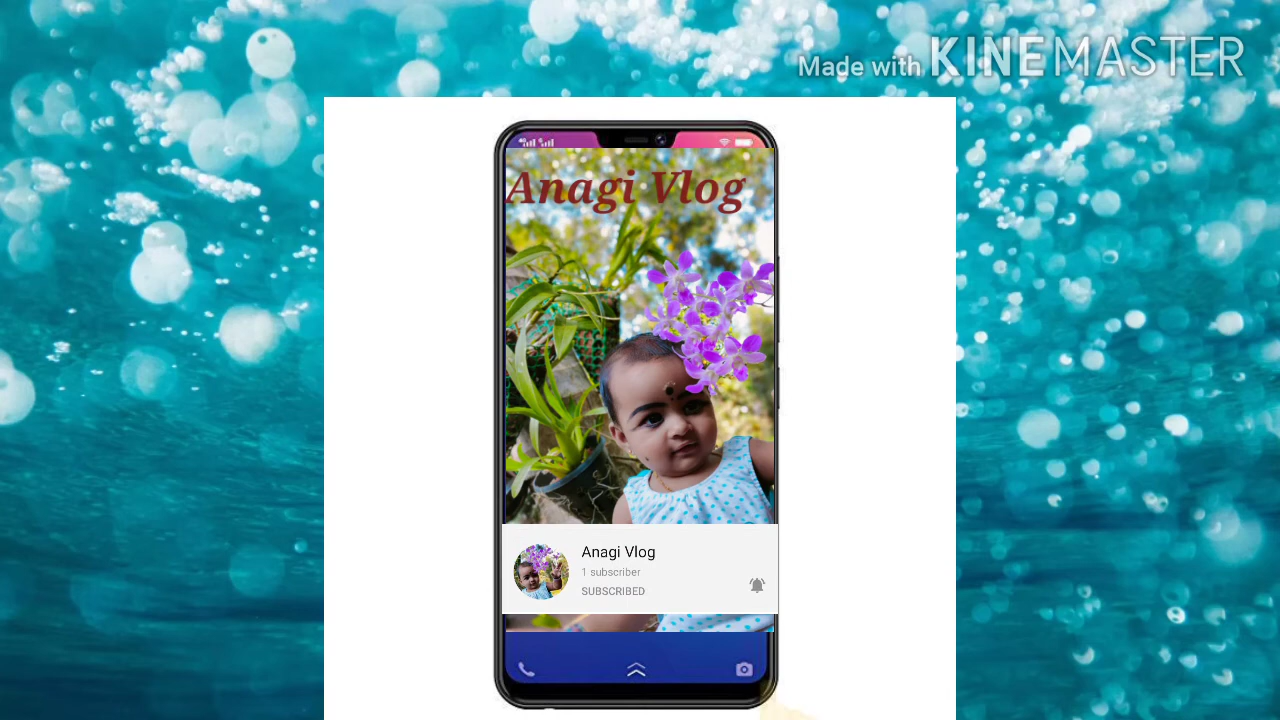 Made with KINEMASTER
Anagi Vlog
Anagi Vlog
1 subscriber
SUBSCRIBED